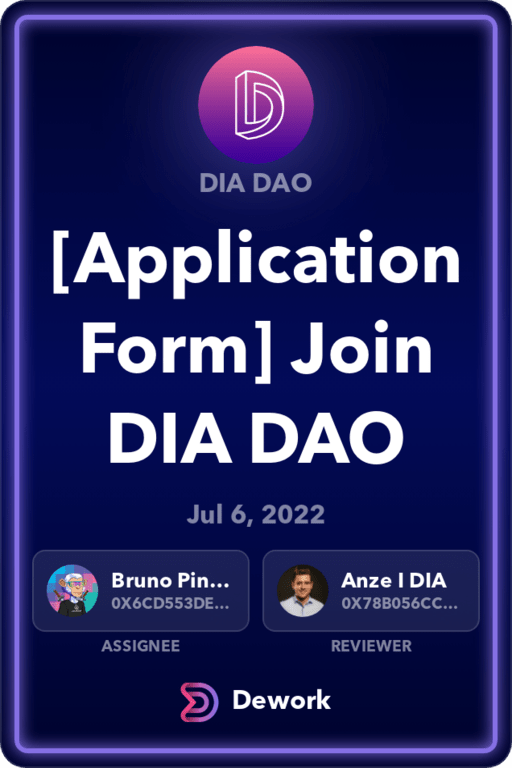 DIA DAO
[Application
Form] Join
DIA DAO
Jul 6, 2022
Bruno Pin...
0X6CD553DE...
Anze I DIA
0X78B056CC...
ASSIGNEE
REVIEWER
Dework